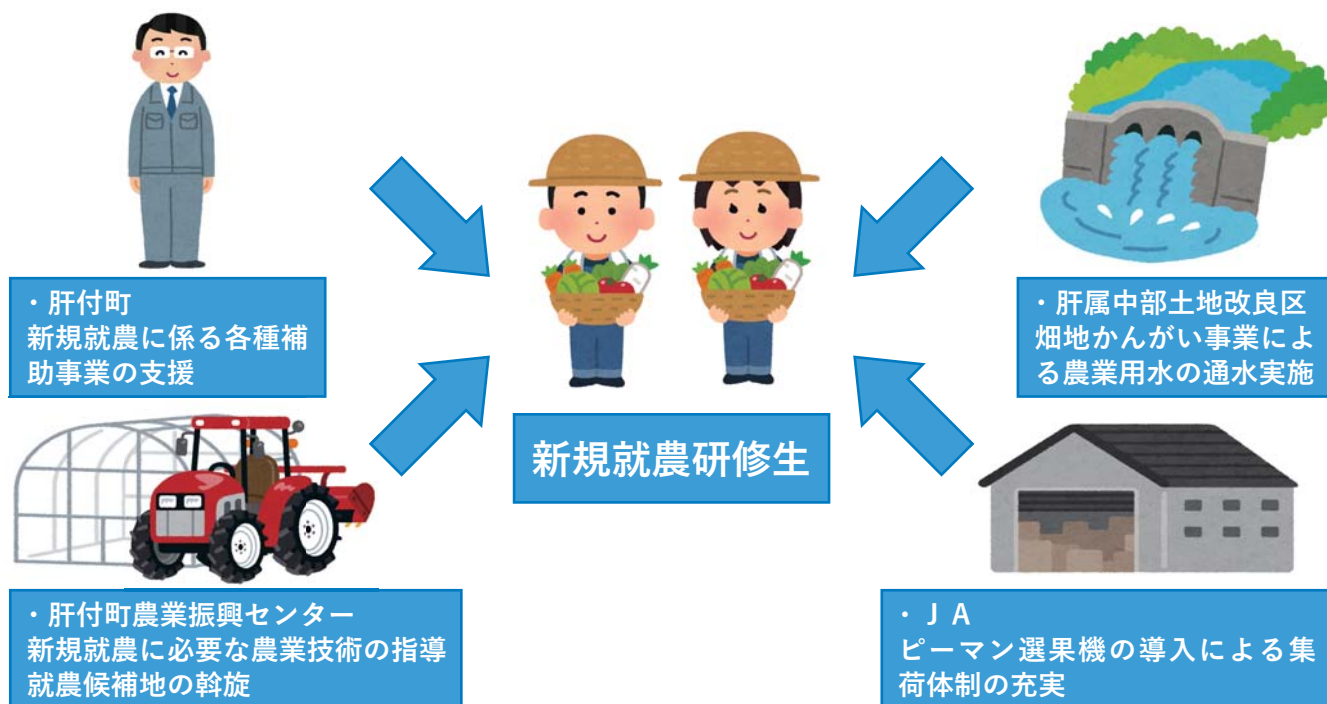 ・肝付町
新規就農に係る各種補
助事業の支援
・肝属中部土地改良区
畑地かんがい事業によ
る農業用水の通水実施
新規就農研修生
・肝付町農業振興センター
新規就農に必要な農業技術の指導
就農候補地の斡旋
・ＪＡ
ピーマン選果機の導入による集
荷体制の充実